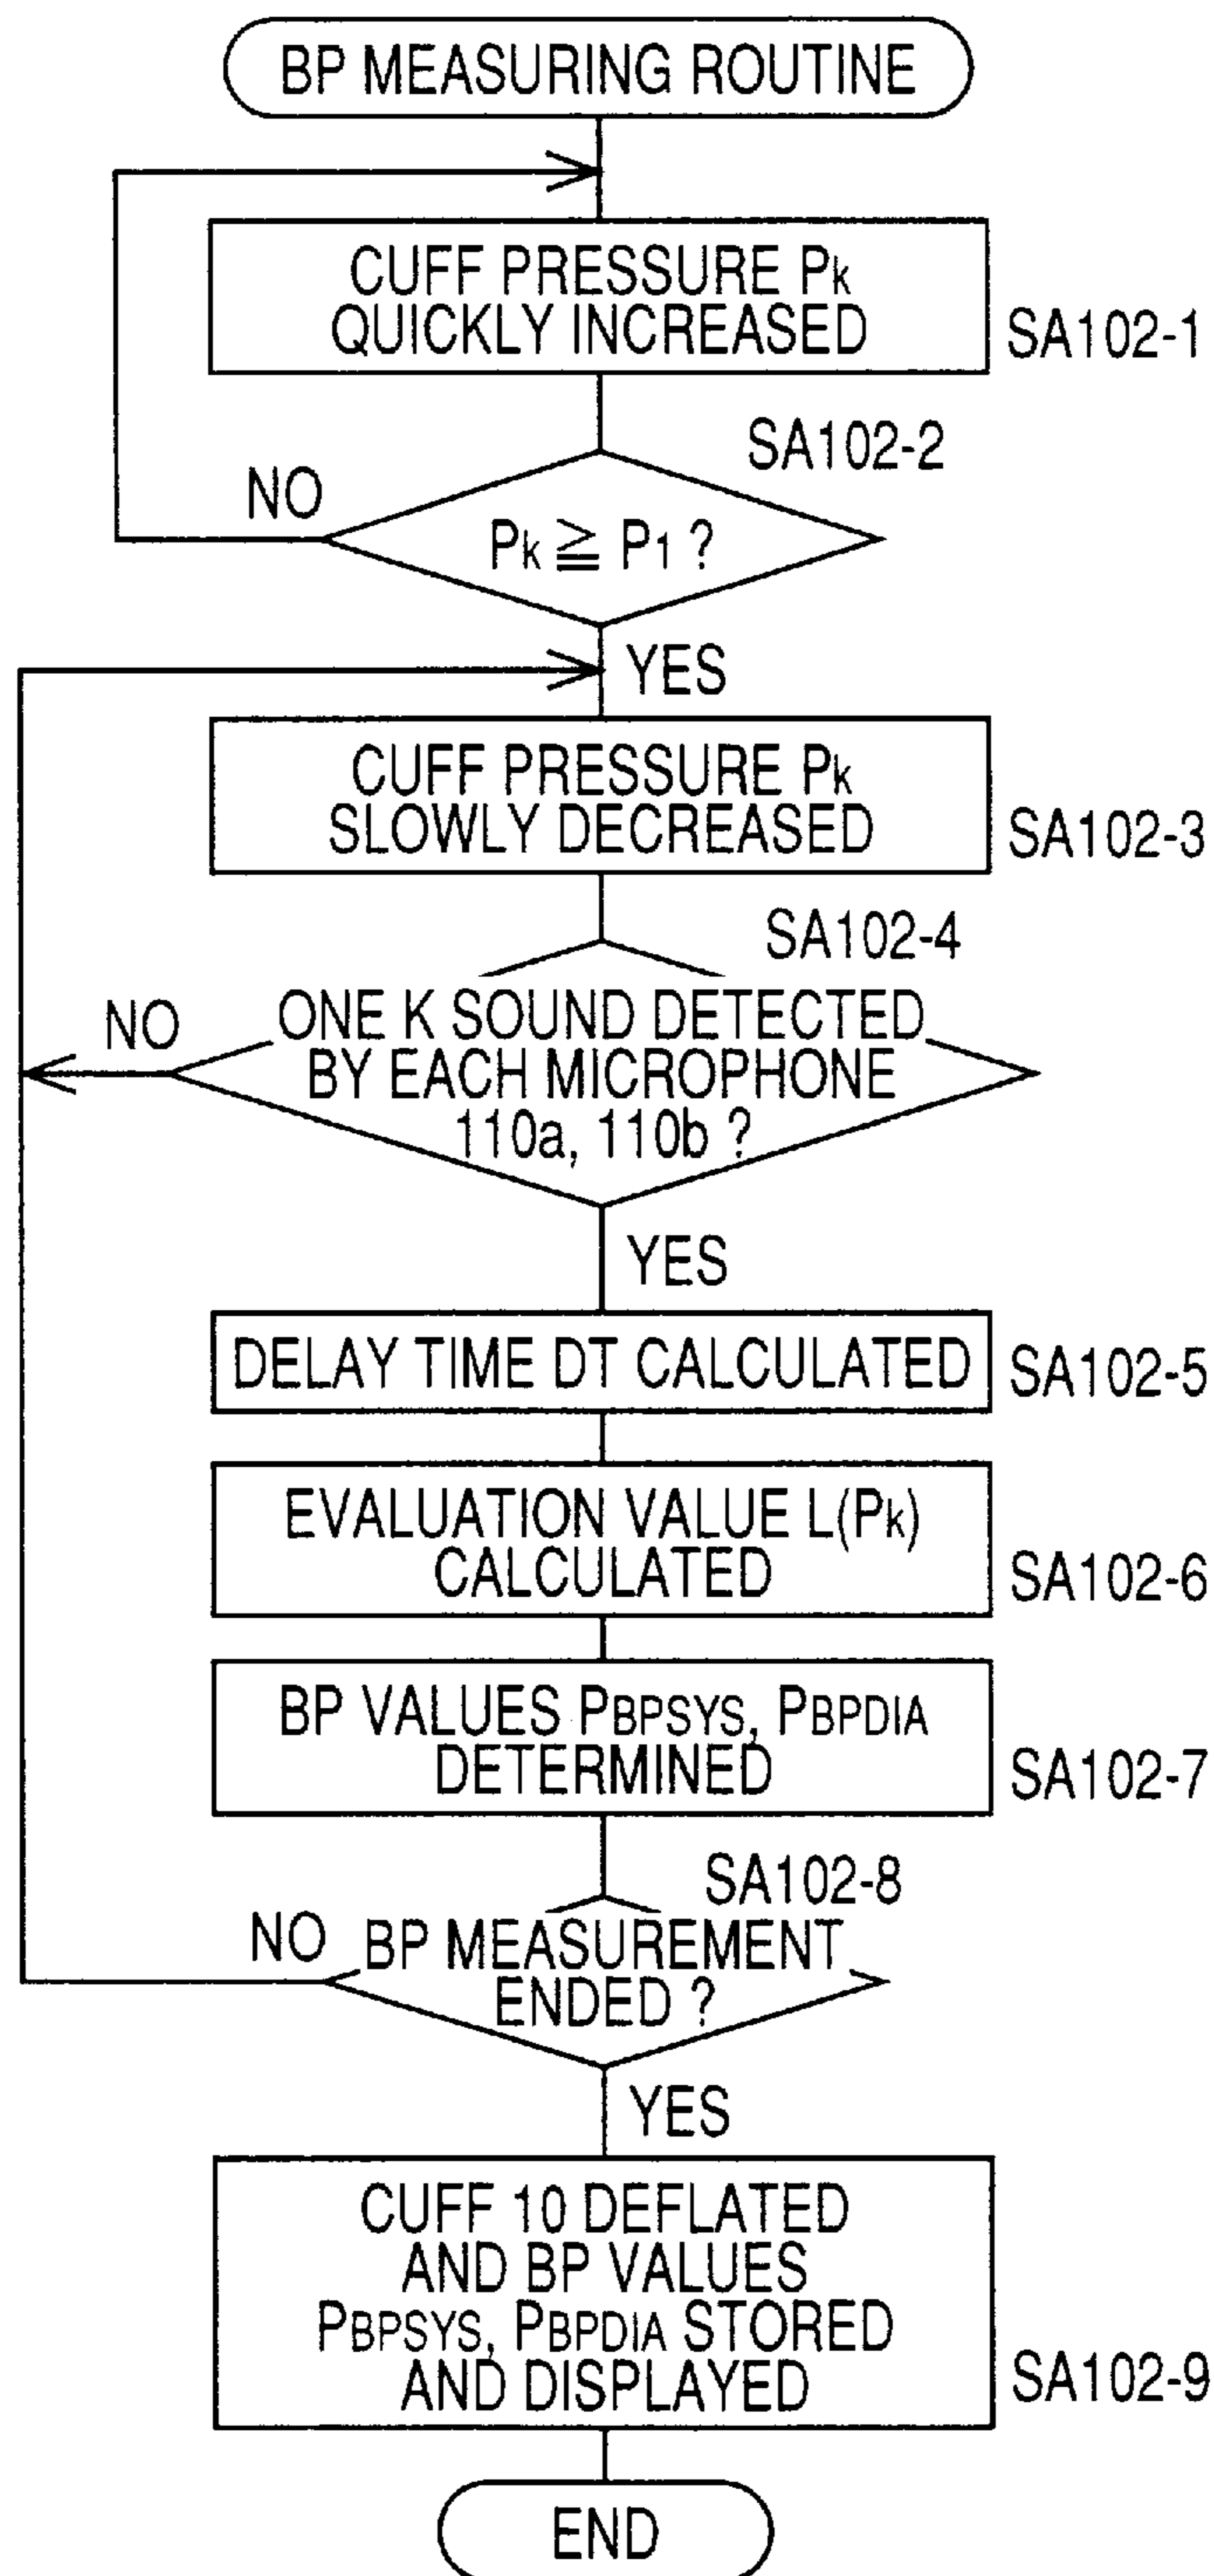 BP MEASURING ROUTINE
CUFF PRESSURE Pk
QUICKLY INCREASED
SA102-1
SA102-2
NO
Pk ≧ P1 ?
YES
CUFF PRESSURE Pk
SLOWLY DECREASED
SA102-3
SA102-4
NO
ONE K SOUND DETECTED
BY EACH MICROPHONE
110a, 110b ?
YES
DELAY TIME DT CALCULATED
SA102-5
EVALUATION VALUE L(Pk)
CALCULATED
SA102-6
BP VALUES PBPSYS, PBPDIA
DETERMINED
SA102-7
SA102-8
NO
BP MEASUREMENT
ENDED ?
YES
CUFF 10 DEFLATED
AND BP VALUES
PBPSYS, PBPDIA STORED
AND DISPLAYED
SA102-9
END